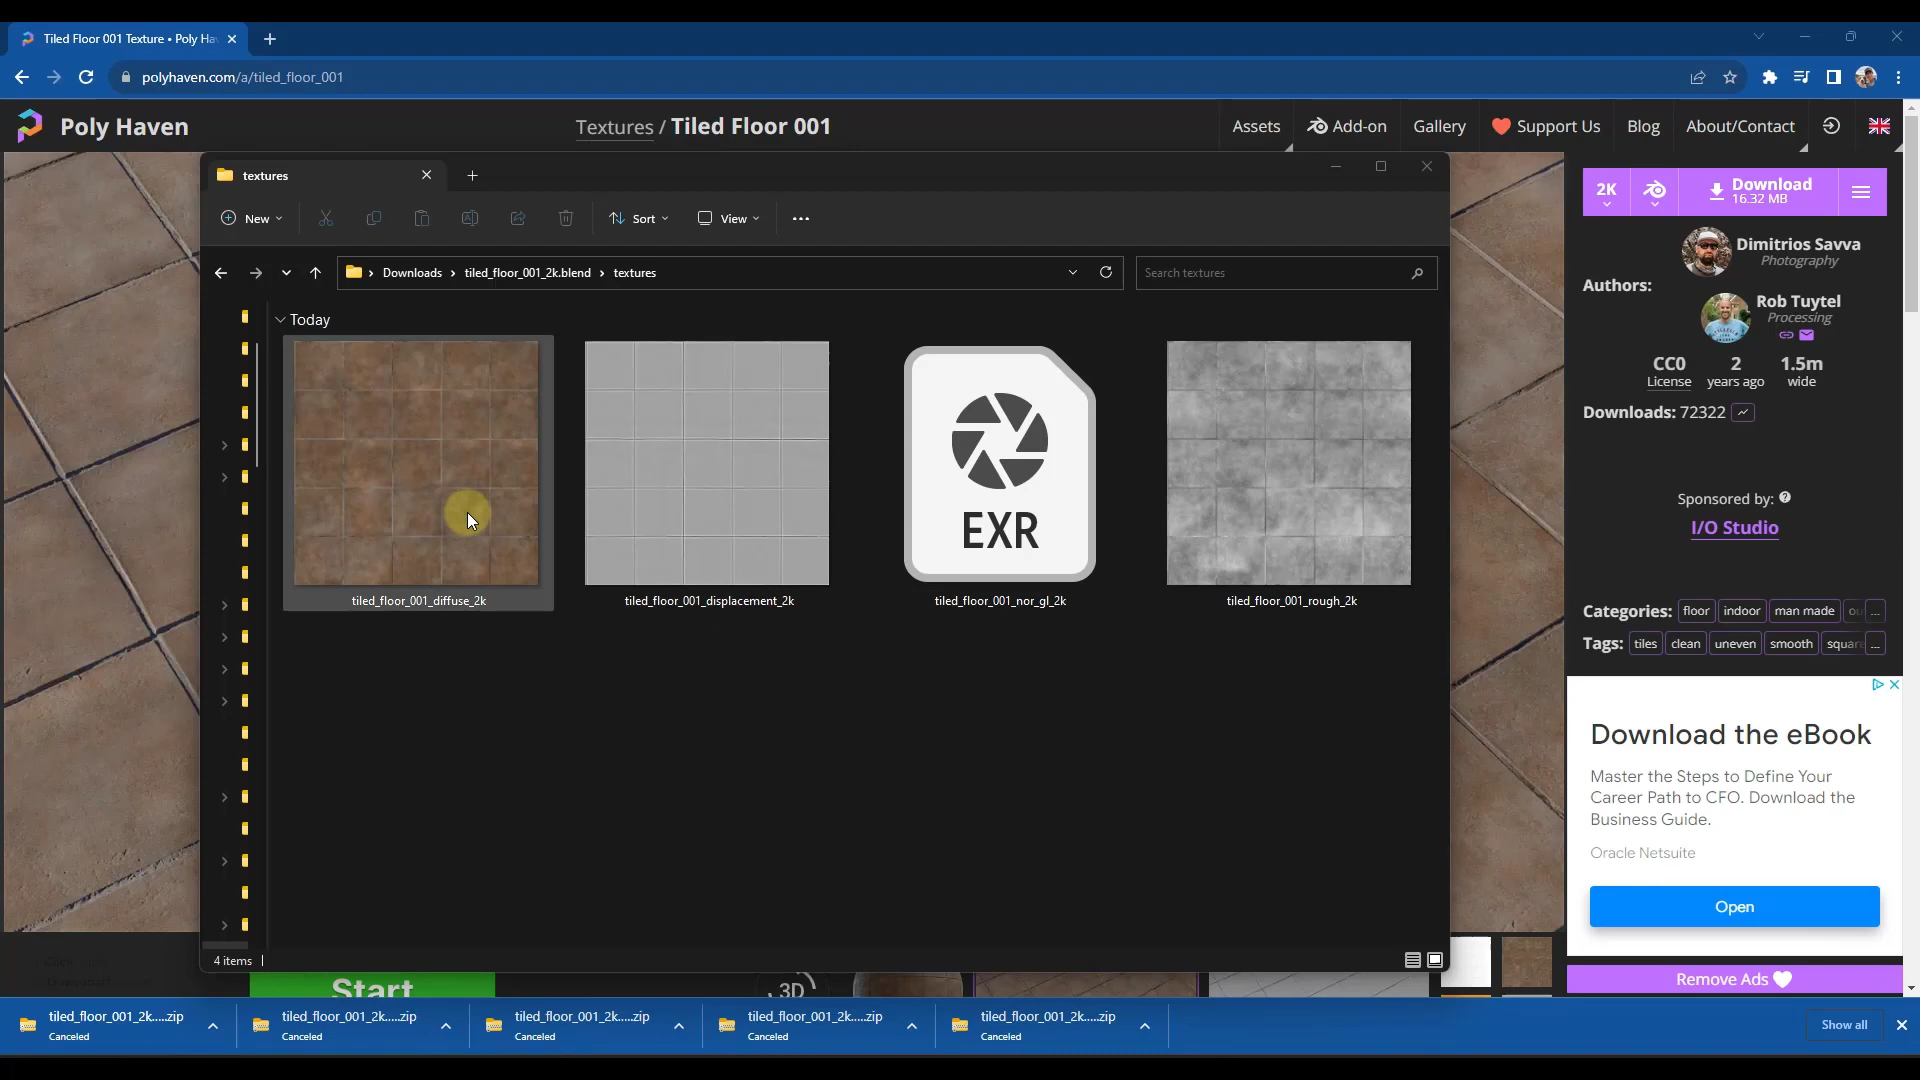 Tiled Floor 001 Texture • Poly Ha
polyhaven.com/a/tiled_floor_001
Poly Haven
Textures / Tiled Floor 001
Assets
Add-on
Gallery
Support Us
Blog
About/Contact
textures
New
Sort
View
Downloads
tiled_floor_001_2k.blend
textures
Search textures
Today
EXR
tiled_floor_001_diffuse_2k
tiled_floor_001_displacement_2k
tiled_floor_001_nor_gl_2k
tiled_floor_001_rough_2k
4 items
2K
Download
16.32 MB
Authors:
Dimitrios Savva
Photography
Rob Tuytel
Processing
CC0
License
2
years ago
1.5m
wide
Downloads: 72322
Sponsored by:
I/O Studio
Categories: floor indoor man made ou ...
Tags: tiles clean uneven smooth square ...
Download the eBook
Master the Steps to Define Your
Career Path to CFO. Download the
Business Guide.
Oracle Netsuite
Open
Remove Ads
Start
3D
tiled_floor_001_2k.....zip
Canceled
tiled_floor_001_2k.....zip
Canceled
tiled_floor_001_2k.....zip
Canceled
tiled_floor_001_2k.....zip
Canceled
tiled_floor_001_2k.....zip
Canceled
Show all